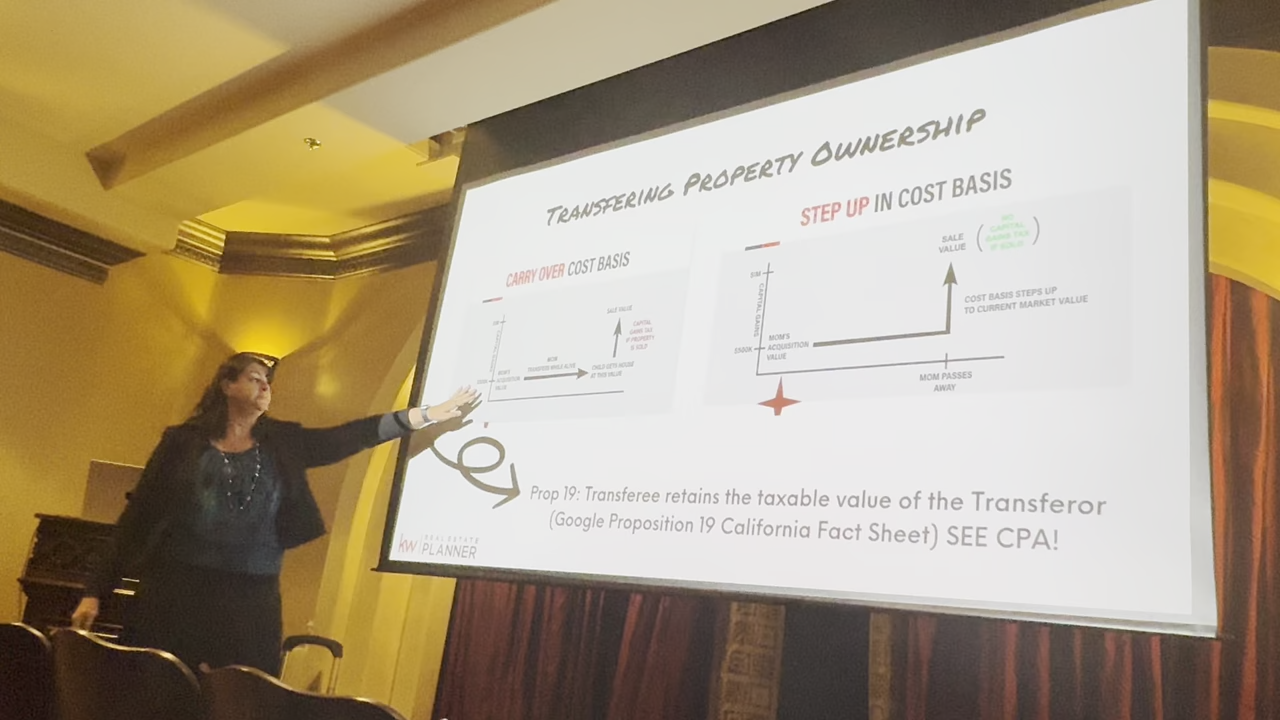 TRANSFERING PROPERTY OWNERSHIP
CARRY OVER COST BASIS
SALE VALUE
CAPITAL
GAINS TAX
IF PROPERTY
IS SOLD
MOM
TRANSFERS WHILE ALIVE
CHILD GETS HOUSE
AT THIS VALUE
MOM'S
ACQUISITION
VALUE
STEP UP IN COST BASIS
SALE
VALUE
NO
CAPITAL
GAINS TAX
IF SOLD
$1M
CAPITAL GAINS
COST BASIS STEPS UP
TO CURRENT MARKET VALUE
$500K
MOM'S
ACQUISITION
VALUE
MOM PASSES
AWAY
Prop 19: Transferee retains the taxable value of the Transferor
(Google Proposition 19 California Fact Sheet) SEE CPA!
kw REAL ESTATE
PLANNER